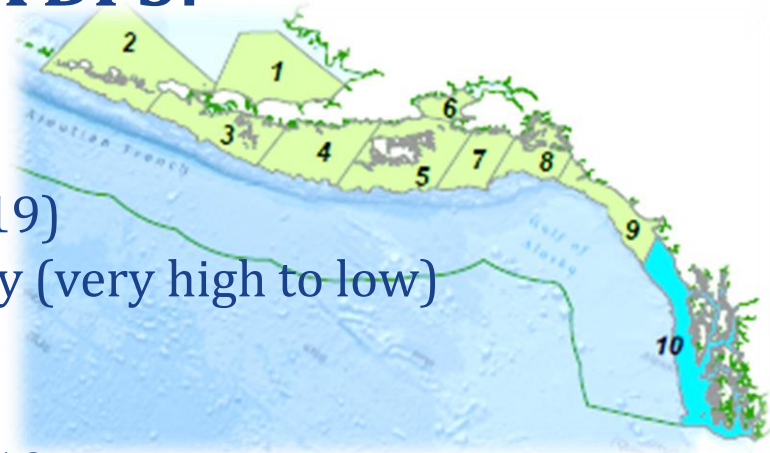 DPS:
2
1
6
3
4
5
7
8
Aleutian Trench
19)
9
Gulf of
Alaska
y (very high to low)
10